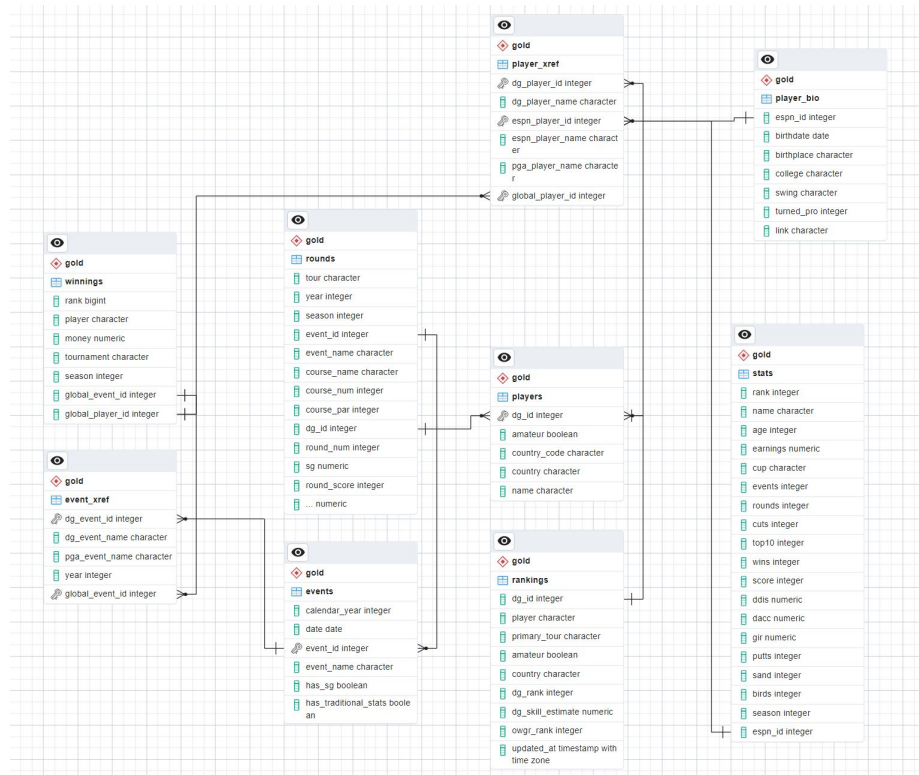 gold
player_xref
dg_player_id integer
dg_player_name character
espn_player_id integer
espn_player_name charact
er
pga_player_name characte
r
global_player_id integer
gold
player_bio
espn_id integer
birthdate date
birthplace character
college character
swing character
turned_pro integer
link character
gold
winnings
rank bigint
player character
money numeric
tournament character
season integer
global_event_id integer
global_player_id integer
gold
rounds
tour character
year integer
season integer
event_id integer
event_name character
course_name character
course_num integer
course_par integer
dg_id integer
round_num integer
sg numeric
round_score integer
... numeric
gold
players
dg_id integer
amateur boolean
country_code character
country character
name character
gold
stats
rank integer
name character
age integer
earnings numeric
cup character
events integer
rounds integer
cuts integer
top10 integer
wins integer
score integer
ddis numeric
dacc numeric
gir numeric
putts integer
sand integer
birds integer
season integer
espn_id integer
gold
event_xref
dg_event_id integer
dg_event_name character
pga_event_name character
year integer
global_event_id integer
gold
events
calendar_year integer
date date
event_id integer
event_name character
has_sg boolean
has_traditional_stats boole
an
gold
rankings
dg_id integer
player character
primary_tour character
amateur boolean
country character
dg_rank integer
dg_skill_estimate numeric
owgr_rank integer
updated_at timestamp with
time zone